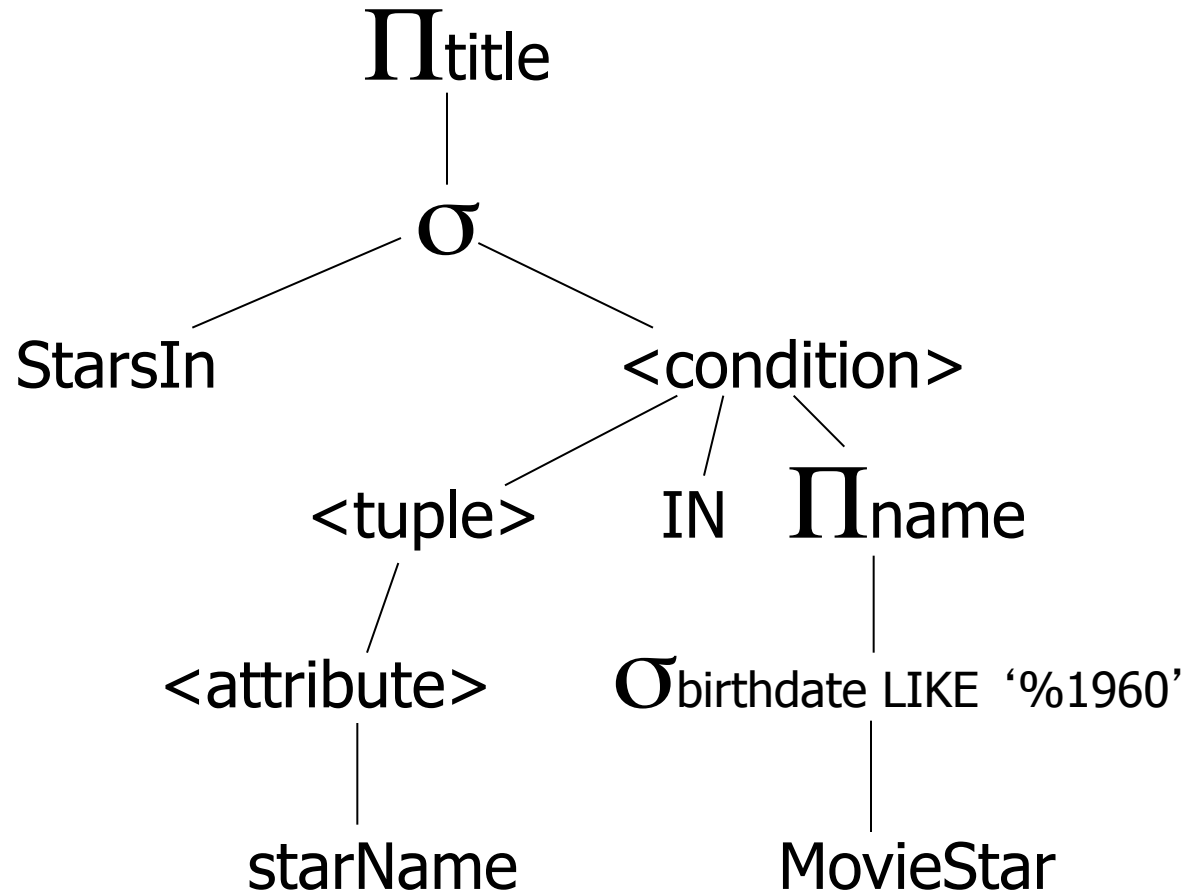 Πtitle
σ
StarsIn <condition>
<tuple> IN Πname
<attribute> σbirthdate LIKE ‘%1960’
starName MovieStar